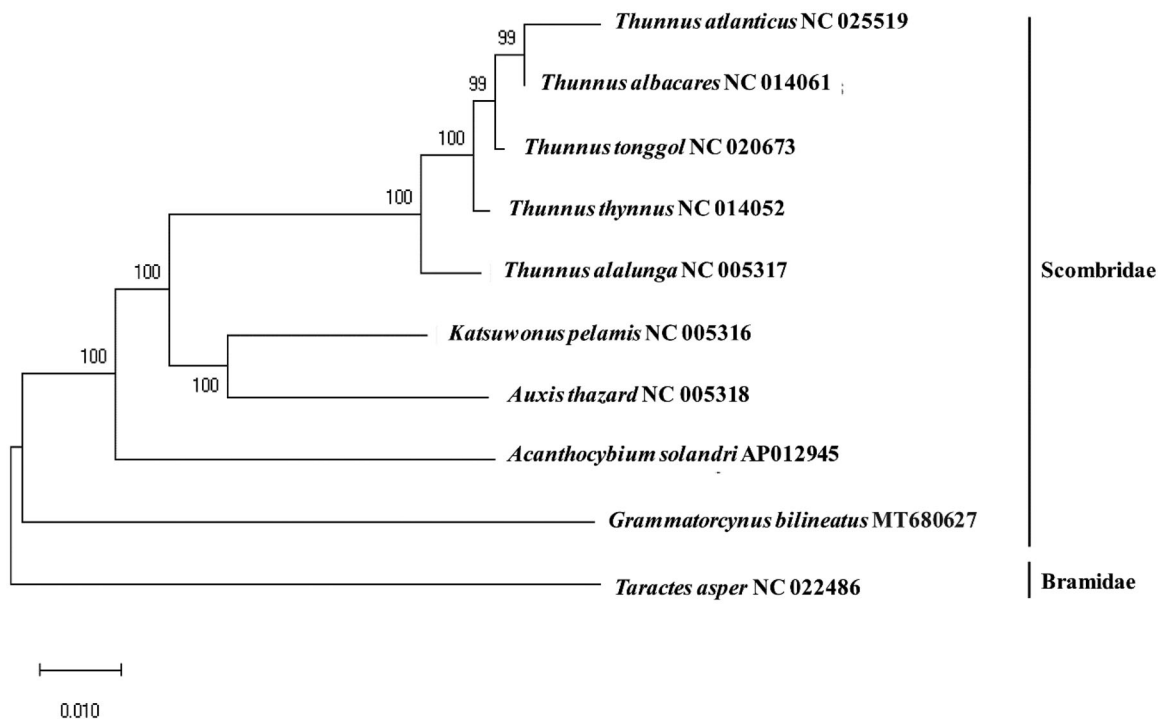 99
Thunnus atlanticus NC 025519
99
Thunnus albacares NC 014061
100
Thunnus tonggol NC 020673
100
Thunnus thynnus NC 014052
100
Thunnus alalunga NC 005317
Scombridae
Katsuwonus pelamis NC 005316
100
100
Auxis thazard NC 005318
Acanthocybium solandri AP012945
Grammatorcynus bilineatus MT680627
Taractes asper NC 022486
Bramidae
0.010